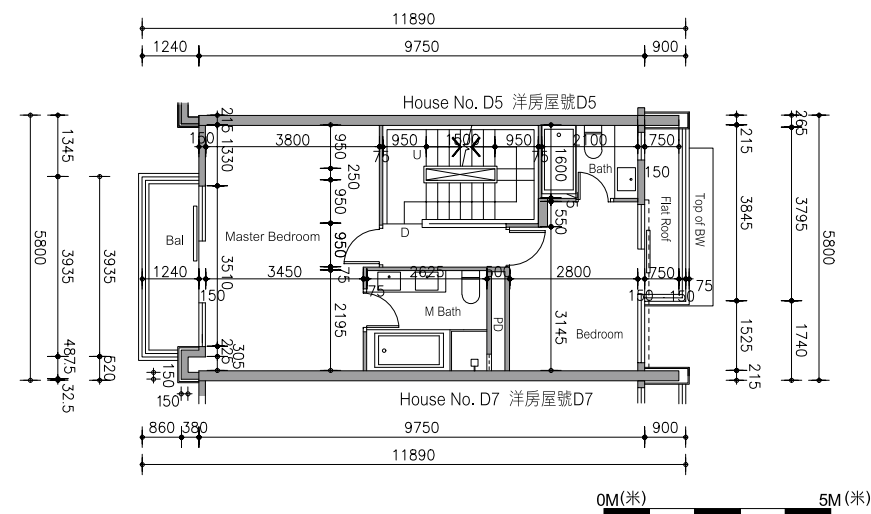 11890
1240 9750 900
House No. D5 洋房屋號D5
215
265
150 3800 950 1500 950 2100 750
75 75
1345 1330 950 1600 215
U Bath 150
250
950
75
550
5800 3935 3935 Bal Master Bedroom 950 D Flat Roof Top of BW 3845 3795 5800
1240 3450 2625 500 2800 750
150 75 75 150 150 75
3510 2195 M Bath PD 3145 Bedroom
305
225
4875 520 1525 1740
150
32.5 215
150
House No. D7 洋房屋號D7
860 380 9750 900
11890
0M(米) 5M(米)